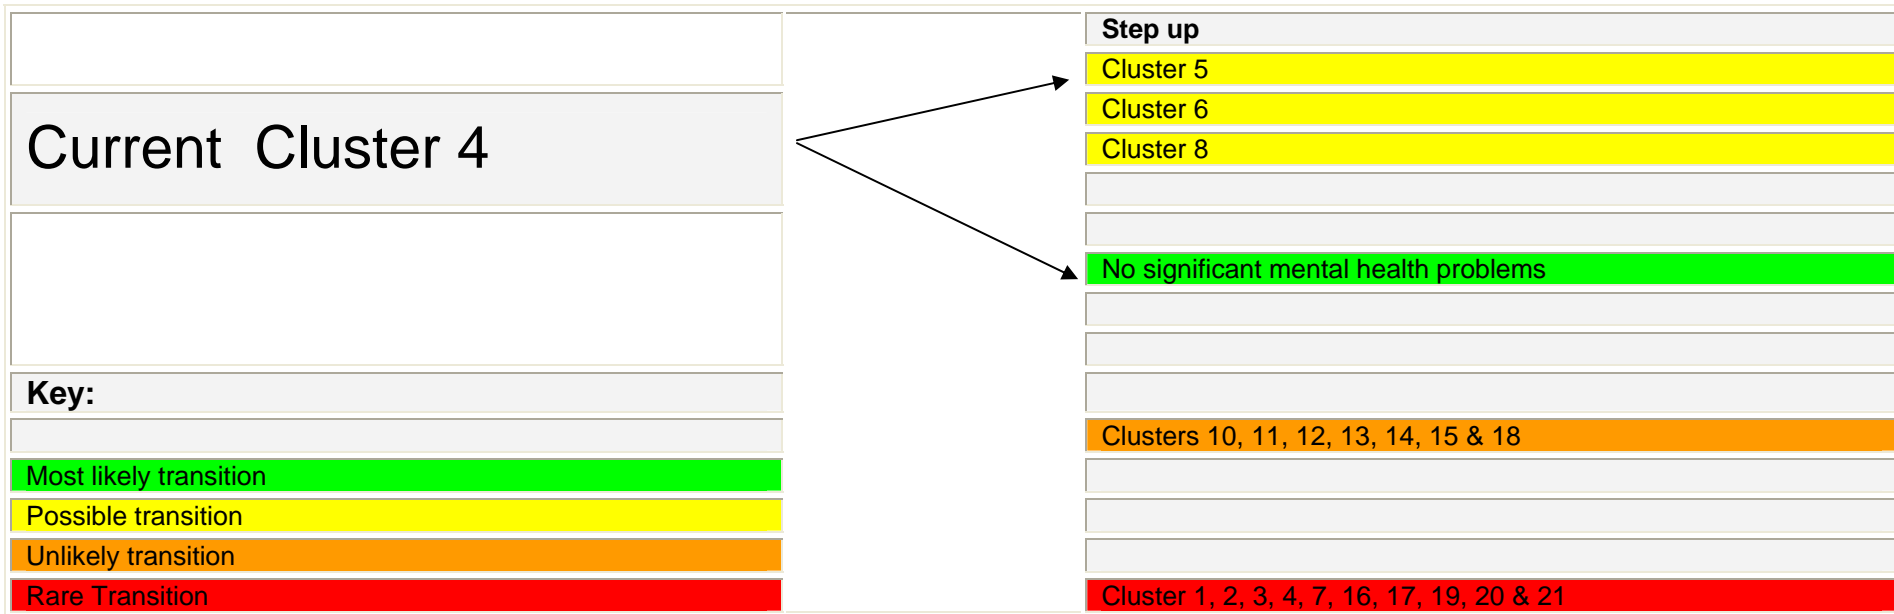 Current  Cluster 4
Key:
Most likely transition
Possible transition
Unlikely transition
Rare Transition
Step up
Cluster 5
Cluster 6
Cluster 8
No significant mental health problems
Clusters 10, 11, 12, 13, 14, 15 & 18
Cluster 1, 2, 3, 4, 7, 16, 17, 19, 20 & 21